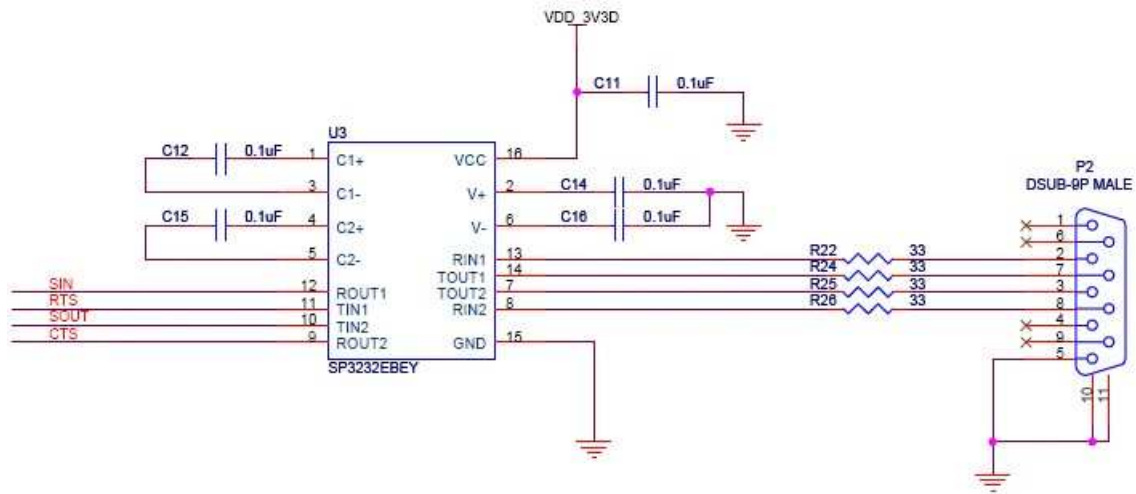 VDD_3V3D
C11 0.1uF
U3
C12 0.1uF 1 C1+ VCC 16
P2
DSUB-9P MALE
3 C1- V+ 2 C14 0.1uF
C15 0.1uF 4 C2+ V- 6 C16 0.1uF 1
6
5 C2- RIN1 13 R22 33 2
TOUT1 14 R24 33 7
SIN 12 ROUT1 TOUT2 7 R25 33 3
RTS 11 TIN1 RIN2 8 R26 33 8
SOUT 10 TIN2 4
CTS 9 ROUT2 GND 15 9
5
SP3232EBEY
10 11